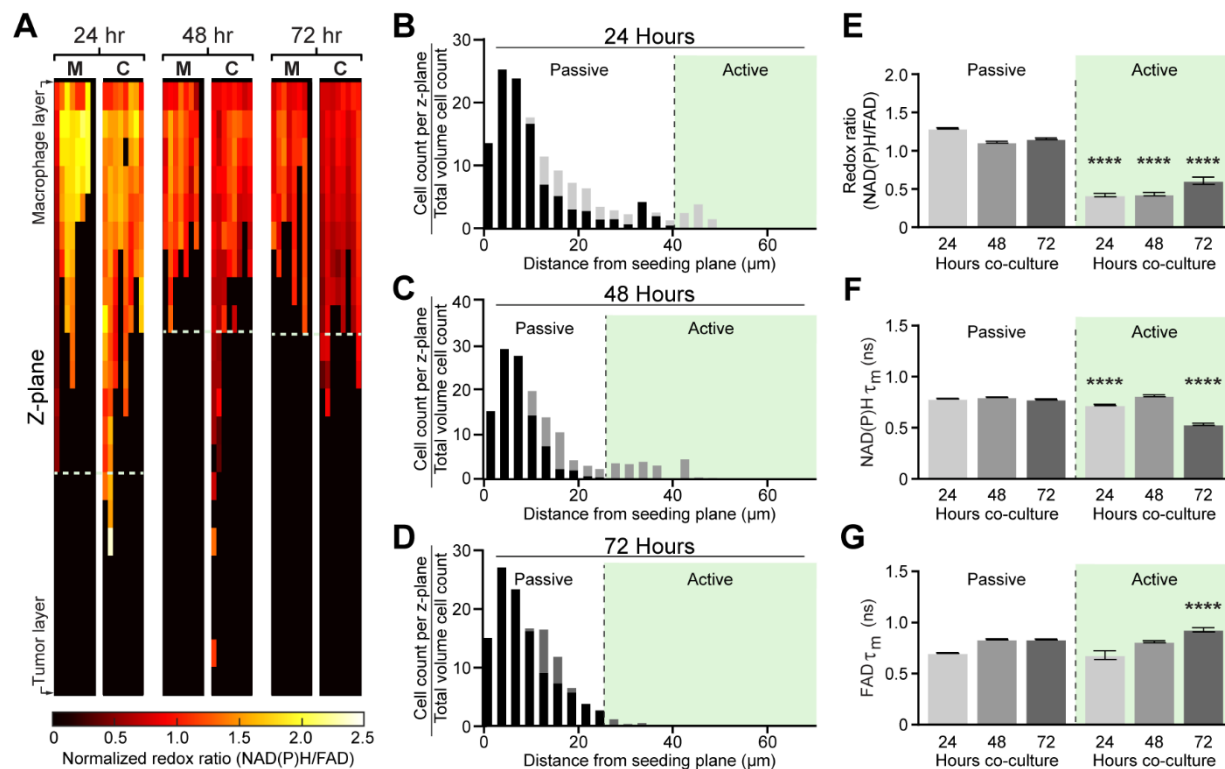 A
24 hr
48 hr
72 hr
M
C
M
C
M
C
Macrophage layer
Z-plane
Tumor layer
0
0.5
1.0
1.5
2.0
2.5
Normalized redox ratio (NAD(P)H/FAD)
B
24 Hours
Passive
Active
Cell count per z-plane
Total volume cell count
30
20
10
0
0
20
40
60
Distance from seeding plane (µm)
C
48 Hours
Passive
Active
Cell count per z-plane
Total volume cell count
40
30
20
10
0
0
20
40
60
Distance from seeding plane (µm)
D
72 Hours
Passive
Active
Cell count per z-plane
Total volume cell count
30
20
10
0
0
20
40
60
Distance from seeding plane (µm)
E
Passive
Active
Redox ratio
(NAD(P)H/FAD)
2.0
1.5
1.0
0.5
0
**** **** ****
24 48 72 24 48 72
Hours co-culture Hours co-culture
F
Passive
Active
NAD(P)H τm (ns)
1.5
1.0
0.5
0
**** ****
24 48 72 24 48 72
Hours co-culture Hours co-culture
G
Passive
Active
FAD τm (ns)
1.5
1.0
0.5
0
****
24 48 72 24 48 72
Hours co-culture Hours co-culture